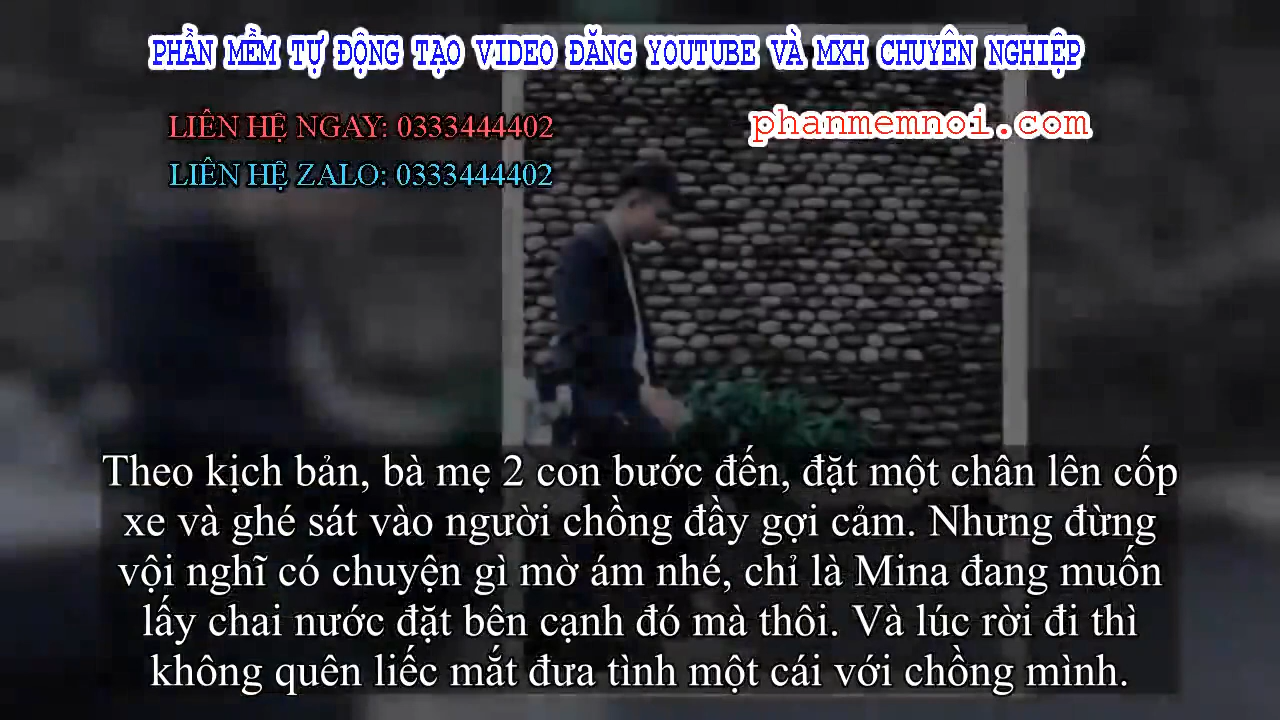 PHẦN MỀM TỰ ĐỘNG TẠO VIDEO ĐĂNG YOUTUBE VÀ MXH CHUYÊN NGHIỆP
LIÊN HỆ NGAY: 0333444402
phanmemnoi.com
LIÊN HỆ ZALO: 0333444402
Theo kịch bản, bà mẹ 2 con bước đến, đặt một chân lên cốp
xe và ghé sát vào người chồng đầy gợi cảm. Nhưng đừng
vội nghĩ có chuyện gì mờ ám nhé, chỉ là Mina đang muốn
lấy chai nước đặt bên cạnh đó mà thôi. Và lúc rời đi thì
không quên liếc mắt đưa tình một cái với chồng mình.